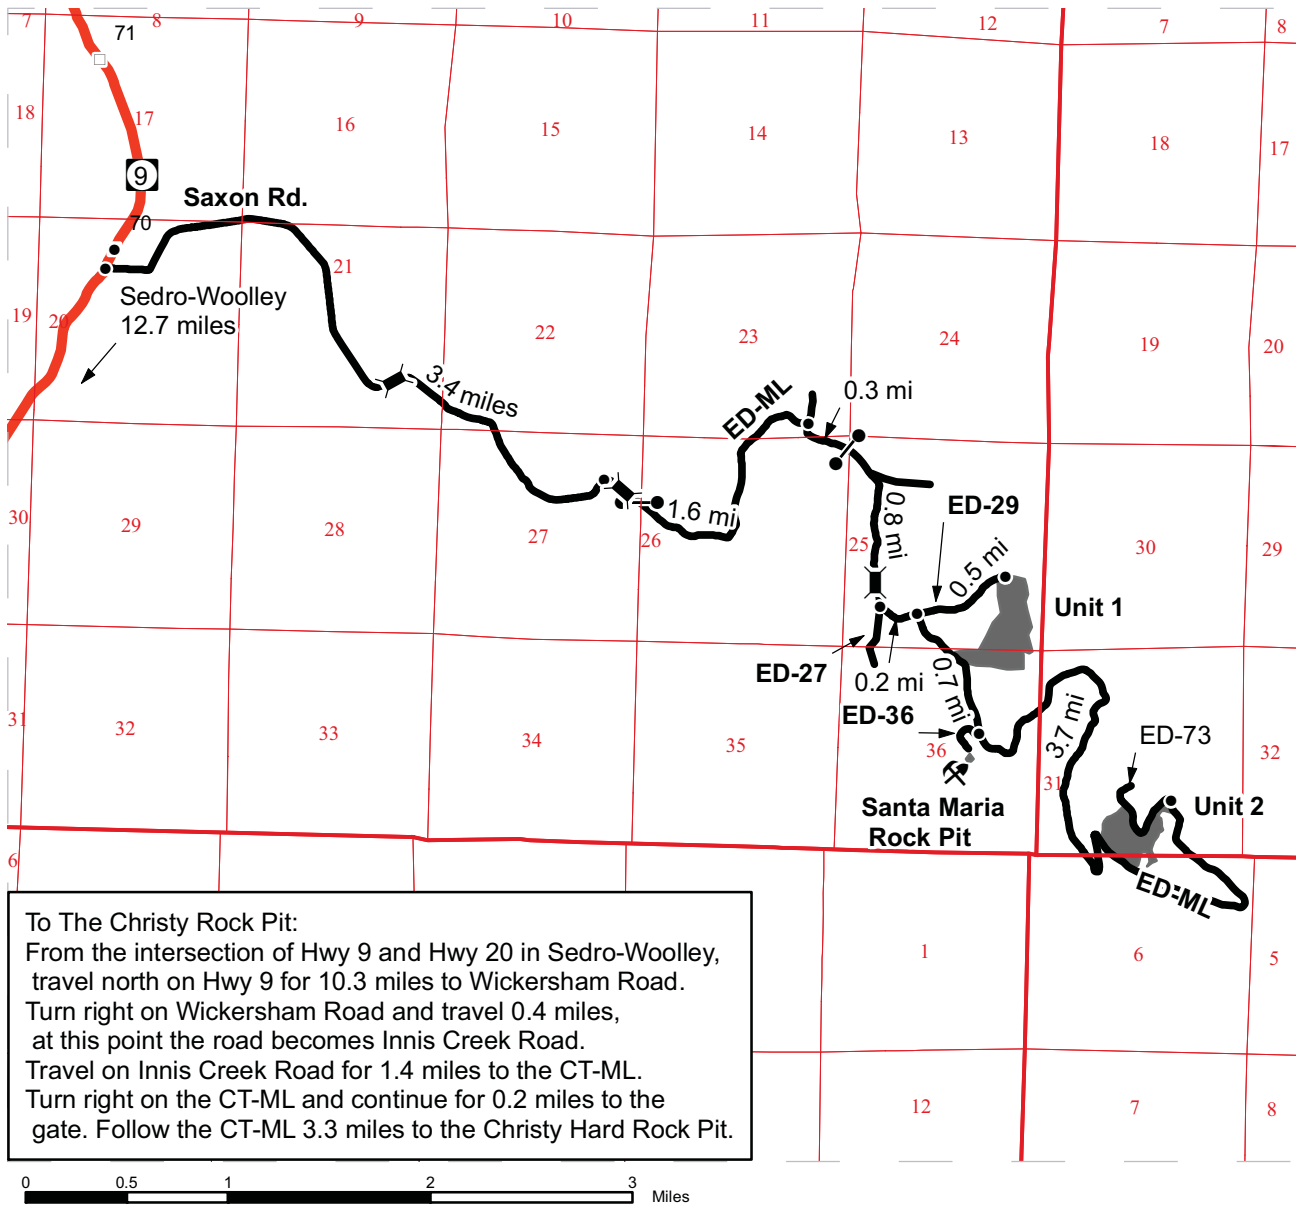 7
8
9
10
11
12
7
8
71
18
17
16
15
14
13
18
17
9
Saxon Rd.
70
21
Sedro-Woolley
12.7 miles
19
20
22
23
24
19
20
3.4 miles
ED-ML
0.3 mi
30
29
28
27
26
1.6 mi
25
0.8 mi
ED-29
0.5 mi
30
29
Unit 1
ED-27
0.2 mi
0.7 mi
ED-36
31
32
33
34
35
36
3.7 mi
ED-73
32
31
Santa Maria
Rock Pit
Unit 2
ED-ML
6
1
6
5
12
7
8
To The Christy Rock Pit:
From the intersection of Hwy 9 and Hwy 20 in Sedro-Woolley,
travel north on Hwy 9 for 10.3 miles to Wickersham Road.
Turn right on Wickersham Road and travel 0.4 miles,
at this point the road becomes Innis Creek Road.
Travel on Innis Creek Road for 1.4 miles to the CT-ML.
Turn right on the CT-ML and continue for 0.2 miles to the
gate. Follow the CT-ML 3.3 miles to the Christy Hard Rock Pit.
0 0.5 1 2 3 Miles